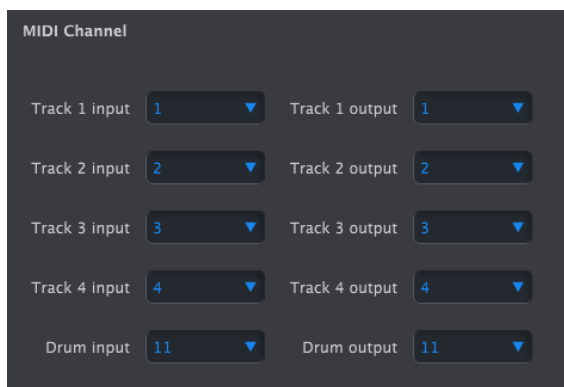 MIDI Channel
Track 1 input 1 Track 1 output 1
Track 2 input 2 Track 2 output 2
Track 3 input 3 Track 3 output 3
Track 4 input 4 Track 4 output 4
Drum input 11 Drum output 11